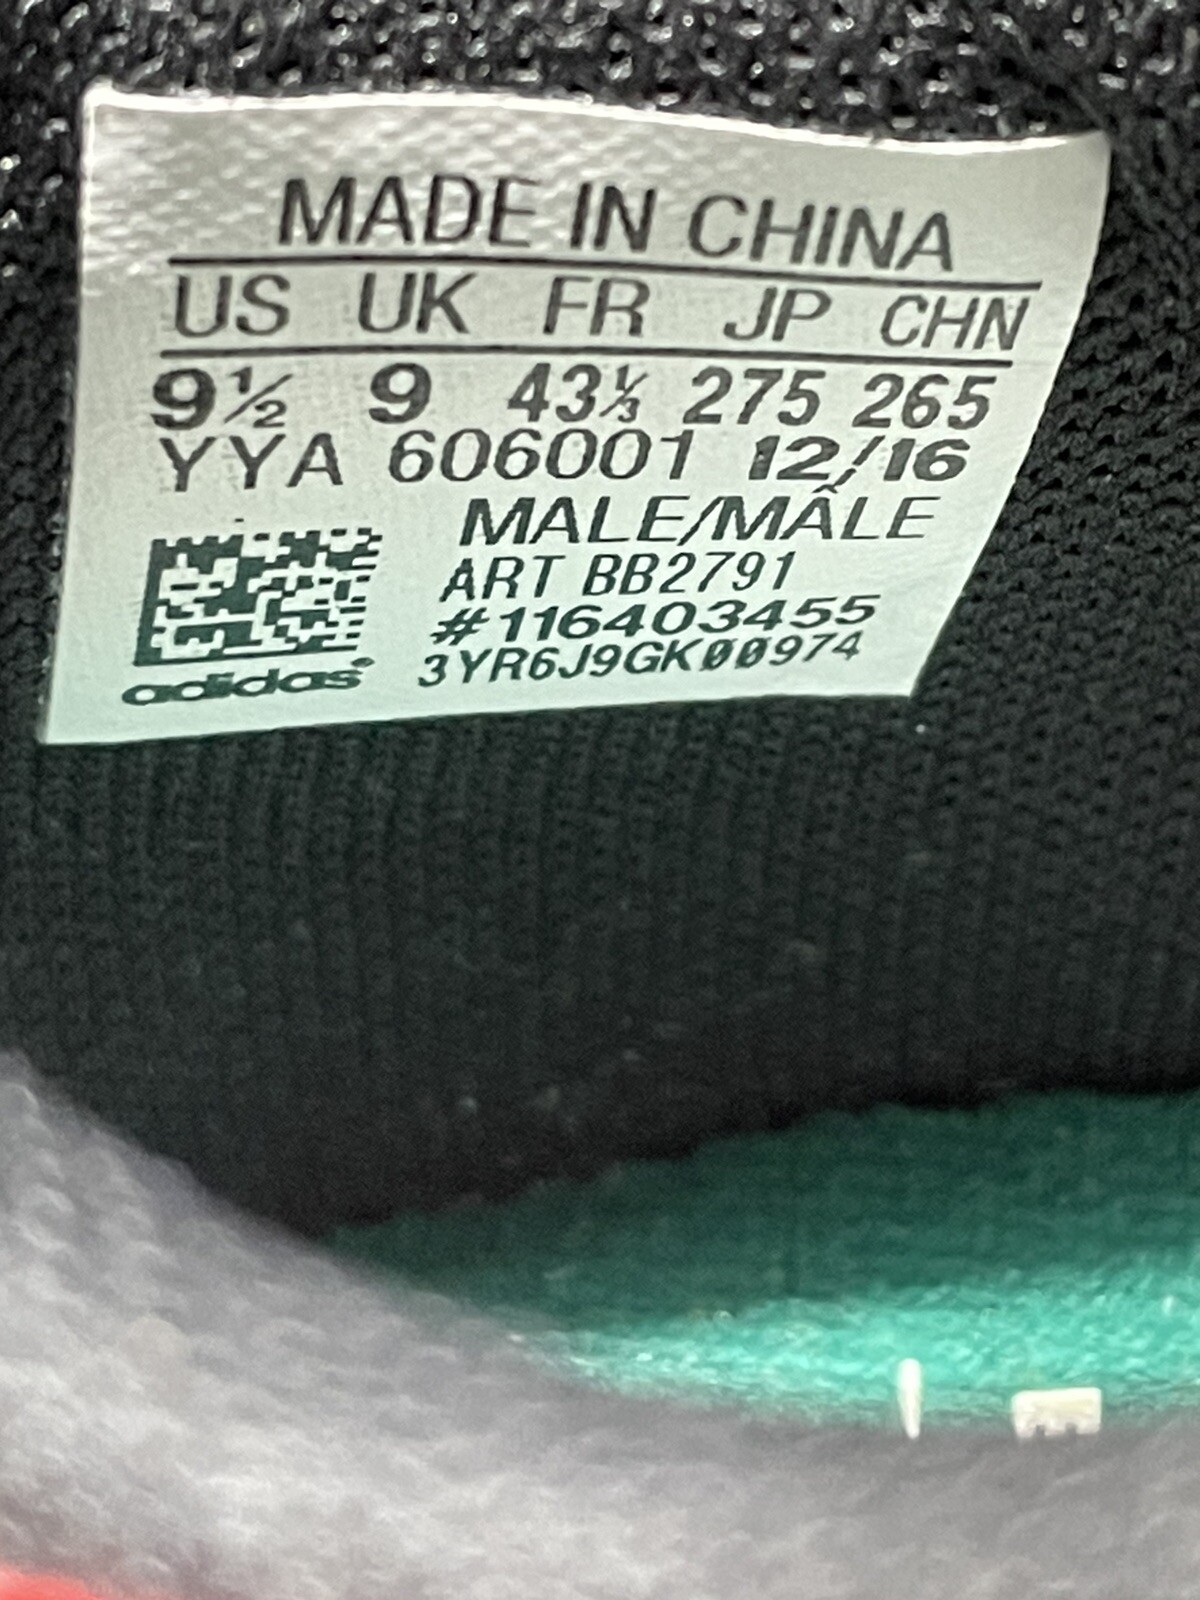 MADE IN CHINA
US UK FR JP CHN
9½ 9 43⅓ 275 265
YYA 606001 12/16
MALE/MÂLE
ART BB2791
#116403455
adidas® 3YR6J9GK00974